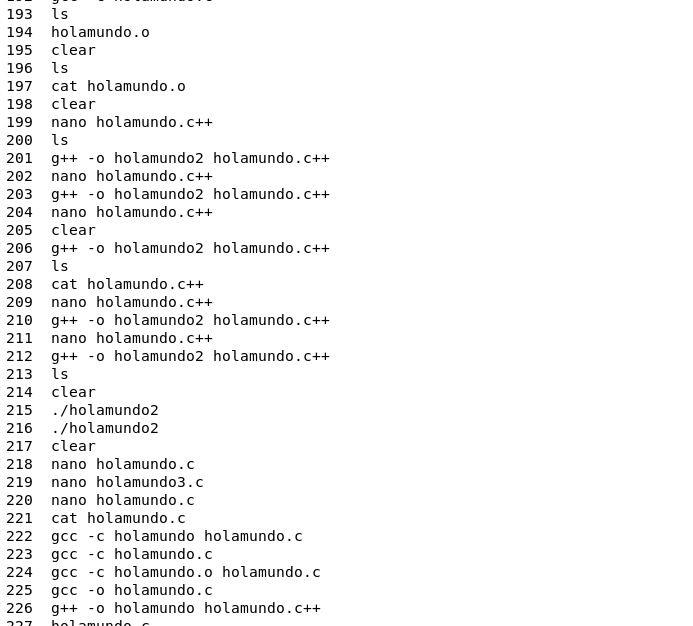 193 ls
194 holamundo.o
195 clear
196 ls
197 cat holamundo.o
198 clear
199 nano holamundo.c++
200 ls
201 g++ -o holamundo2 holamundo.c++
202 nano holamundo.c++
203 g++ -o holamundo2 holamundo.c++
204 nano holamundo.c++
205 clear
206 g++ -o holamundo2 holamundo.c++
207 ls
208 cat holamundo.c++
209 nano holamundo.c++
210 g++ -o holamundo2 holamundo.c++
211 nano holamundo.c++
212 g++ -o holamundo2 holamundo.c++
213 ls
214 clear
215 ./holamundo2
216 ./holamundo2
217 clear
218 nano holamundo.c
219 nano holamundo3.c
220 nano holamundo.c
221 cat holamundo.c
222 gcc -c holamundo holamundo.c
223 gcc -c holamundo.c
224 gcc -c holamundo.o holamundo.c
225 gcc -o holamundo.c
226 g++ -o holamundo holamundo.c++
227 holamundo.c